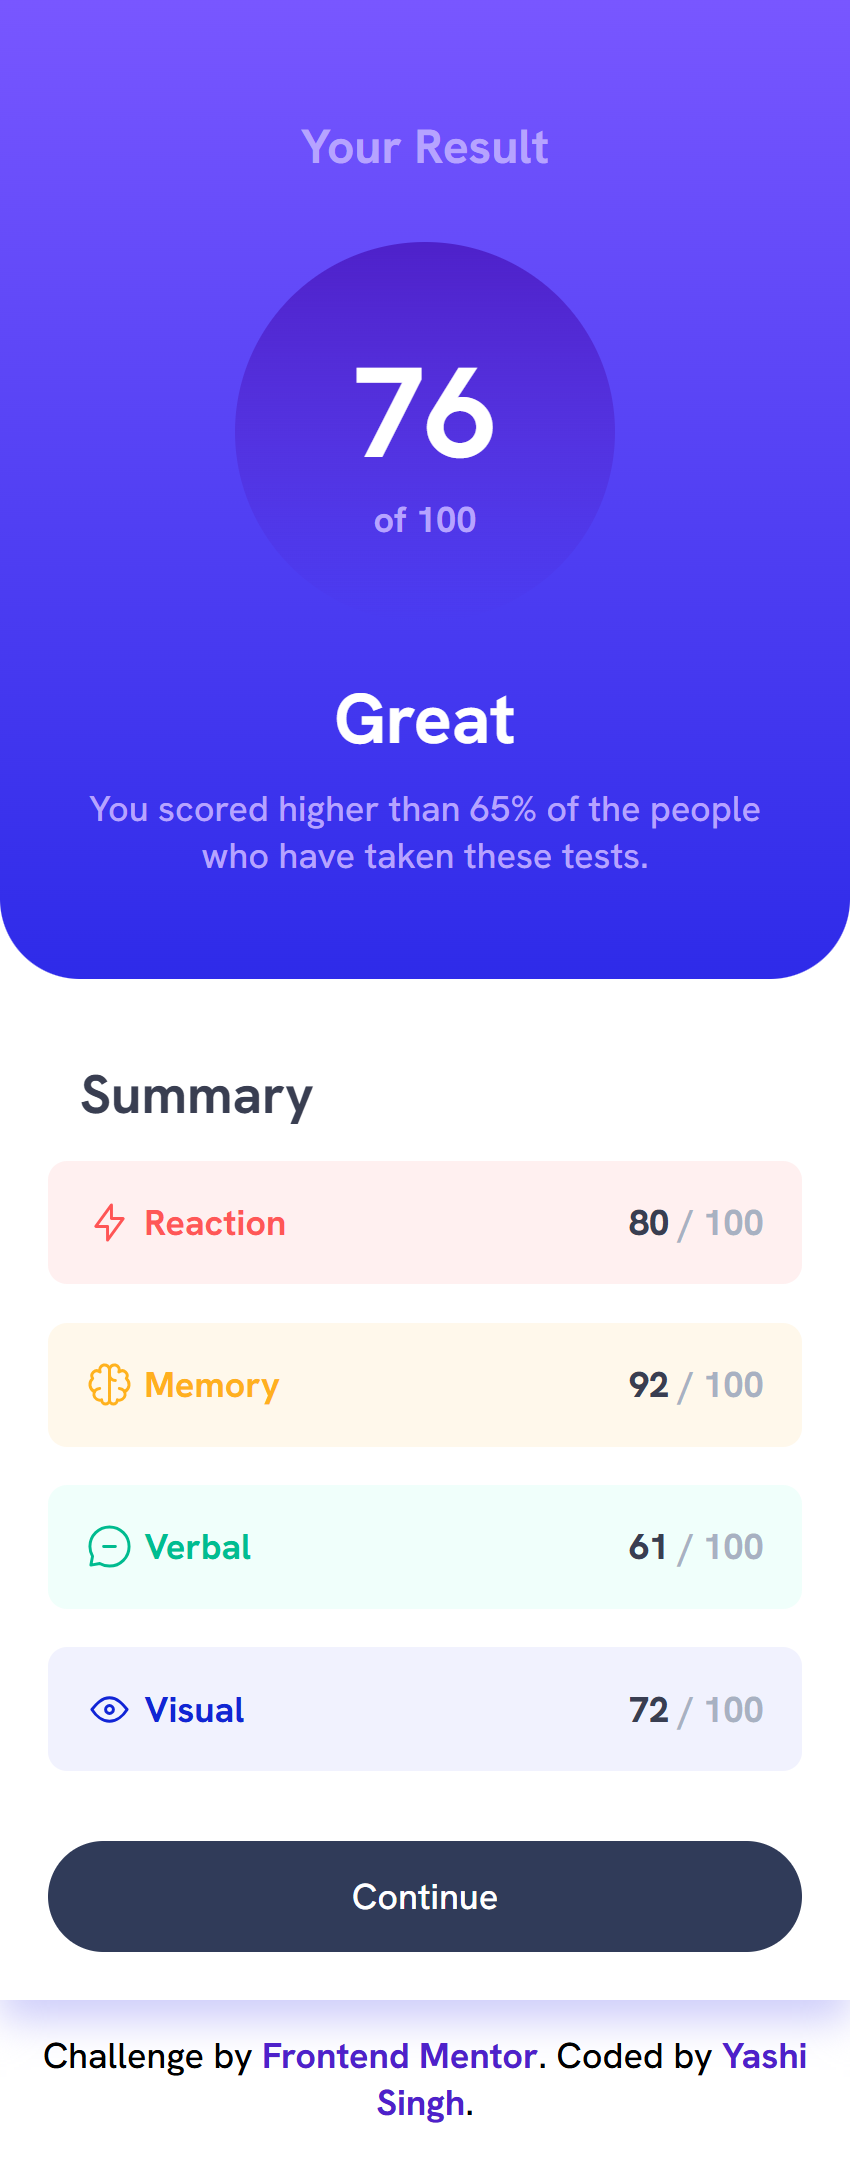 Your Result
76
of 100
Great
You scored higher than 65% of the people
who have taken these tests.
Summary
Reaction 80 / 100
Memory 92 / 100
Verbal 61 / 100
Visual 72 / 100
Continue
Challenge by Frontend Mentor. Coded by Yashi
Singh.